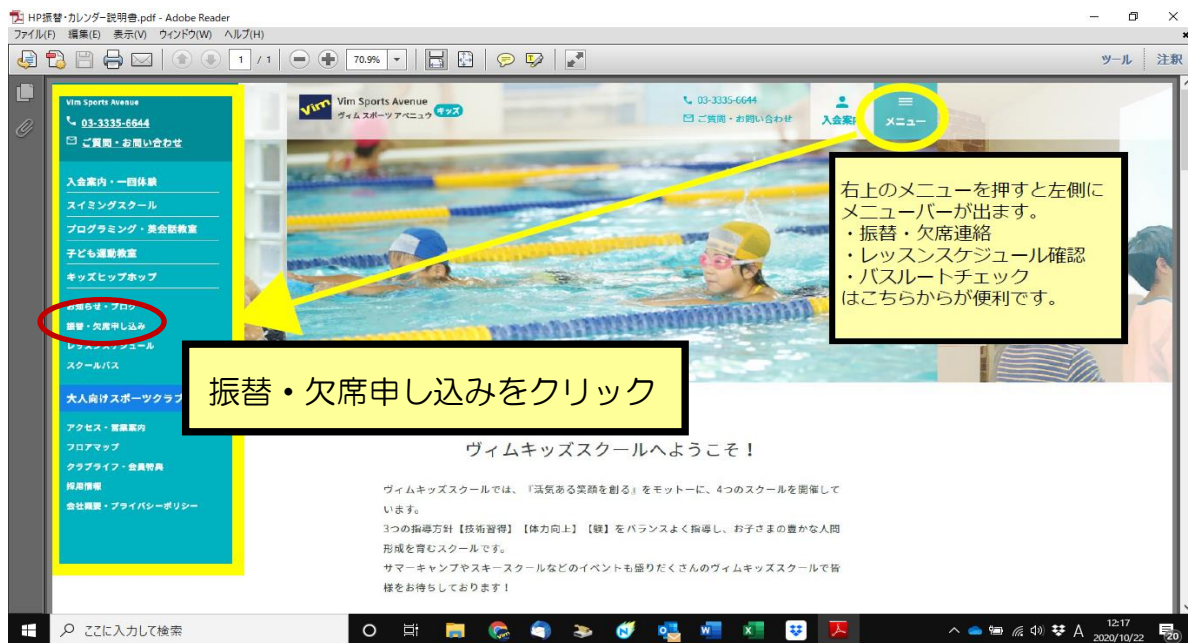 HP振替・カレンダー説明書.pdf - Adobe Reader
ファイル(F) 編集(E) 表示(V) ウィンドウ(W) ヘルプ(H)
1 / 1 70.9% ツール 注釈
Vim Sports Avenue
03-3335-6644
ご質問・お問い合わせ
入会案内・一回体験
スイミングスクール
プログラミング・英会話教室
子ども運動教室
キッズヒップホップ
お知らせ・ブログ
振替・欠席申し込み
レッスンスケジュール
スクールバス
大人向けスポーツクラブ
アクセス・営業案内
フロアマップ
クラブライフ・会員特典
採用情報
会社概要・プライバシーポリシー
Vim
Vim Sports Avenue
ヴィム スポーツ アベニュウ キッズ
03-3335-6644
ご質問・お問い合わせ
入会案内
メニュー
右上のメニューを押すと左側に
メニューバーが出ます。
・振替・欠席連絡
・レッスンスケジュール確認
・バスルートチェック
はこちらからが便利です。
振替・欠席申し込みをクリック
ヴィムキッズスクールへようこそ！
ヴィムキッズスクールでは、『活気ある笑顔を創る』をモットーに、4つのスクールを開催して
います。
3つの指導方針【技術習得】【体力向上】【躾】をバランスよく指導し、お子さまの豊かな人間
形成を育むスクールです。
サマーキャンプやスキースクールなどのイベントも盛りだくさんのヴィムキッズスクールで皆
様をお待ちしております！
ここに入力して検索
A 12:17
2020/10/22
20